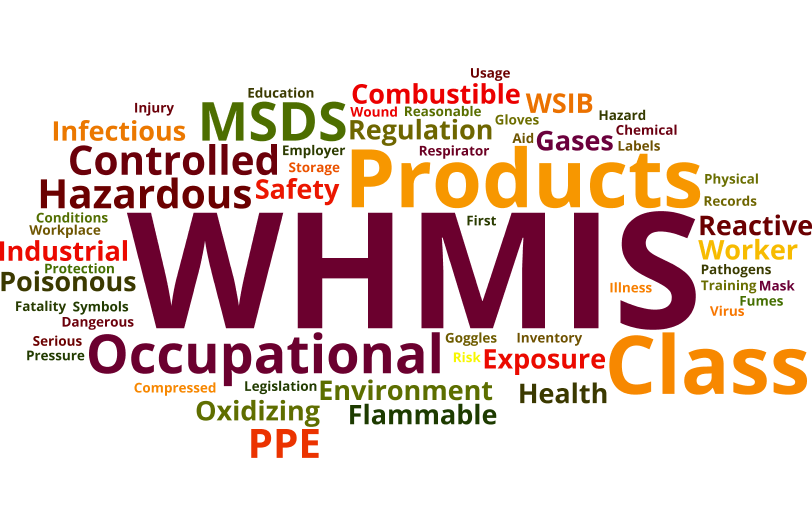 Usage
Education
Combustible
WSIB
Injury
MSDS
Wound
Reasonable
Hazard
Infectious
Regulation
Gloves
Chemical
Aid
Gases
Labels
Controlled
Employer
Respirator
Storage
Products
Physical
Hazardous
Safety
Records
Conditions
WHMIS
First
Reactive
Workplace
Industrial
Worker
Protection
Pathogens
Poisonous
Illness
Training
Mask
Fumes
Fatality
Symbols
Virus
Dangerous
Serious
Occupational
Goggles
Inventory
Class
Pressure
Risk
Exposure
Compressed
Legislation
Environment
Health
Oxidizing
Flammable
PPE